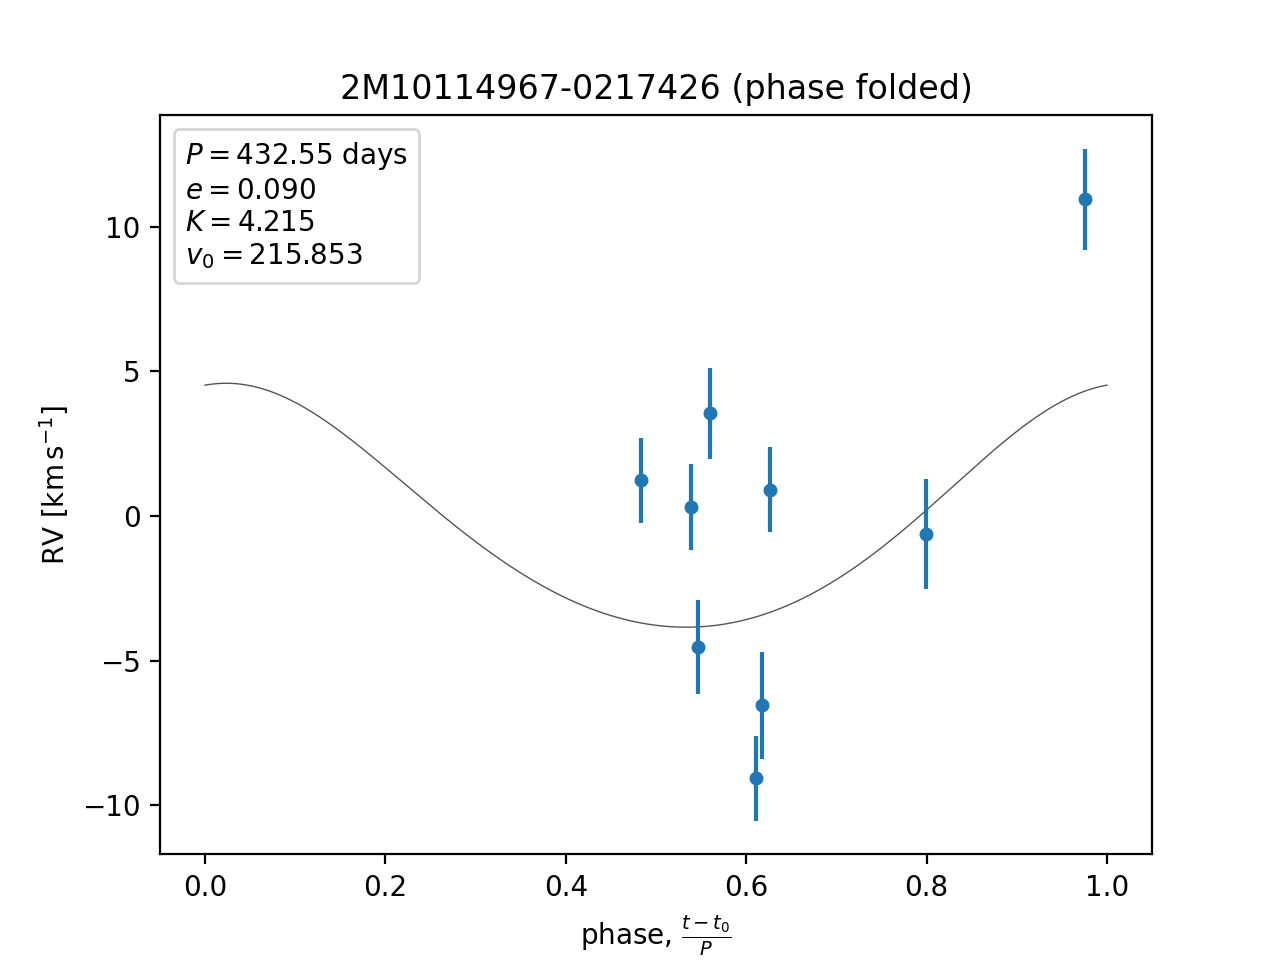 2M10114967-0217426 (phase folded)
P = 432.55 days
e = 0.090
K = 4.215
v₀ = 215.853
10
5
0
−5
−10
RV [km s⁻¹]
0.0 0.2 0.4 0.6 0.8 1.0
phase, (t − t₀)/P